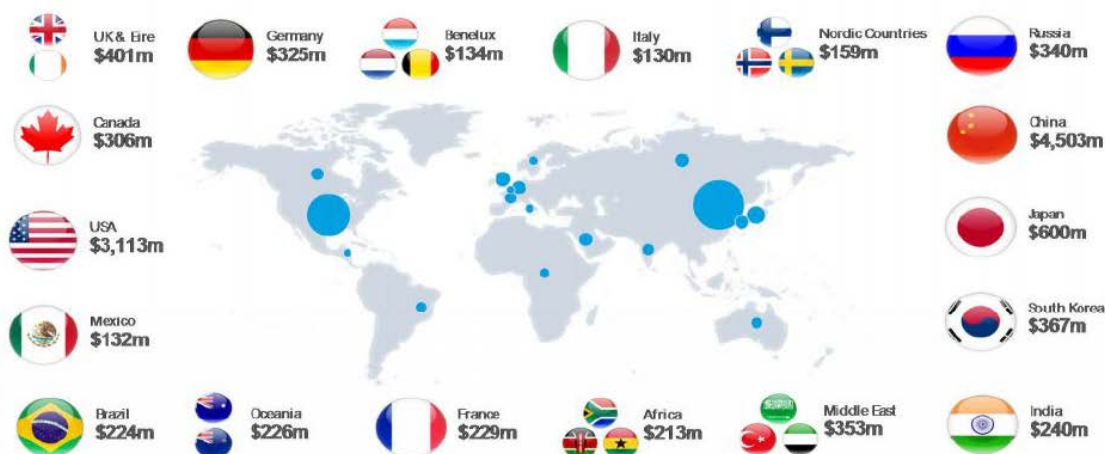 UK & Eire
$401m
Germany
$325m
Benelux
$134m
Italy
$130m
Nordic Countries
$159m
Russia
$340m
Canada
$306m
China
$4,503m
USA
$3,113m
Japan
$600m
Mexico
$132m
South Korea
$367m
Brazil
$224m
Oceania
$226m
France
$229m
Africa
$213m
Middle East
$353m
India
$240m